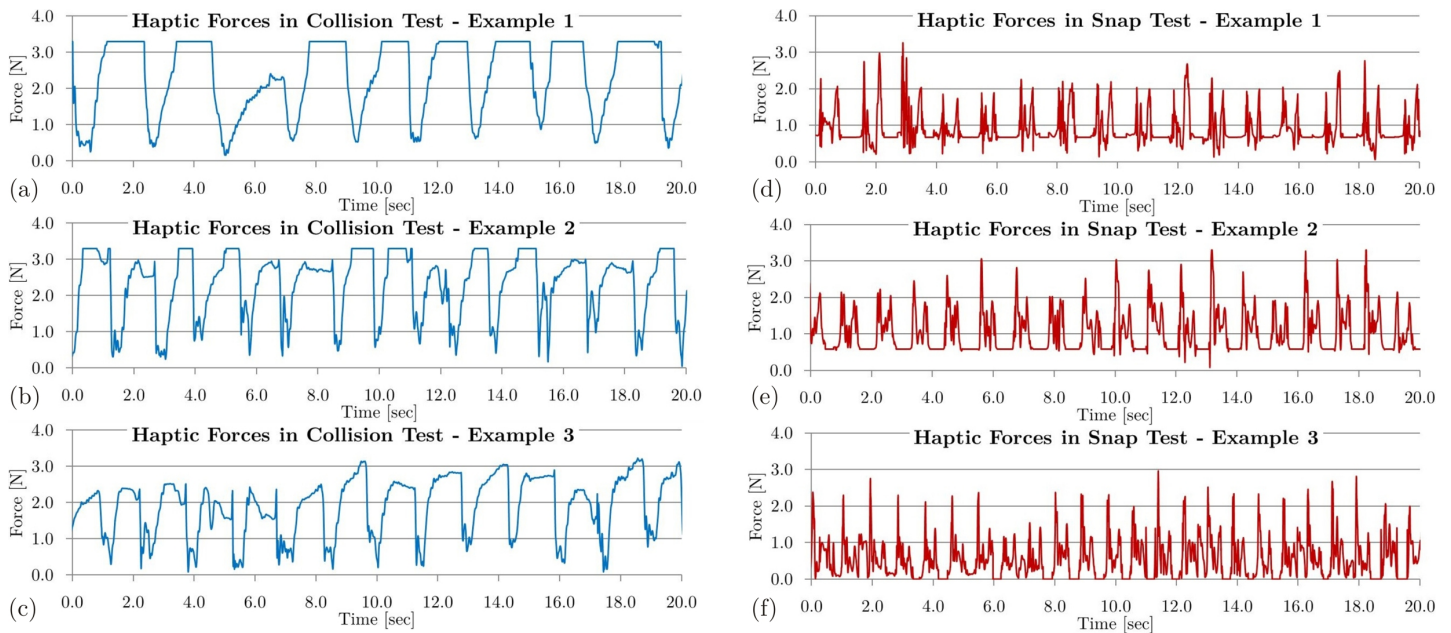 Haptic Forces in Collision Test - Example 1
Force [N]
4.0
3.0
2.0
1.0
0.0
0.0 2.0 4.0 6.0 8.0 10.0 12.0 14.0 16.0 18.0 20.0
Time [sec]
(a)
Haptic Forces in Collision Test - Example 2
Force [N]
4.0
3.0
2.0
1.0
0.0
0.0 2.0 4.0 6.0 8.0 10.0 12.0 14.0 16.0 18.0 20.0
Time [sec]
(b)
Haptic Forces in Collision Test - Example 3
Force [N]
4.0
3.0
2.0
1.0
0.0
0.0 2.0 4.0 6.0 8.0 10.0 12.0 14.0 16.0 18.0 20.0
Time [sec]
(c)
Haptic Forces in Snap Test - Example 1
Force [N]
4.0
3.0
2.0
1.0
0.0
0.0 2.0 4.0 6.0 8.0 10.0 12.0 14.0 16.0 18.0 20.0
Time [sec]
(d)
Haptic Forces in Snap Test - Example 2
Force [N]
4.0
3.0
2.0
1.0
0.0
0.0 2.0 4.0 6.0 8.0 10.0 12.0 14.0 16.0 18.0 20.0
Time [sec]
(e)
Haptic Forces in Snap Test - Example 3
Force [N]
4.0
3.0
2.0
1.0
0.0
0.0 2.0 4.0 6.0 8.0 10.0 12.0 14.0 16.0 18.0 20.0
Time [sec]
(f)